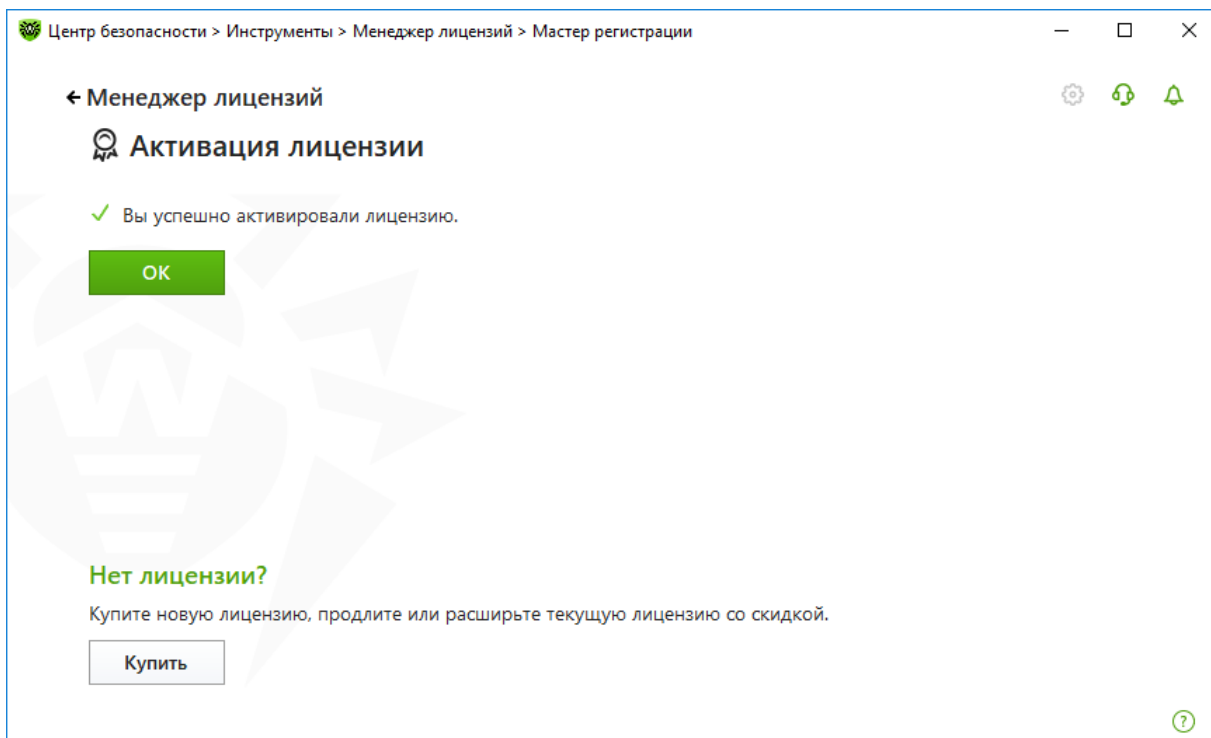 Центр безопасности > Инструменты > Менеджер лицензий > Мастер регистрации
Менеджер лицензий
Активация лицензии
Вы успешно активировали лицензию.
ОК
Нет лицензии?
Купите новую лицензию, продлите или расширьте текущую лицензию со скидкой.
Купить
?